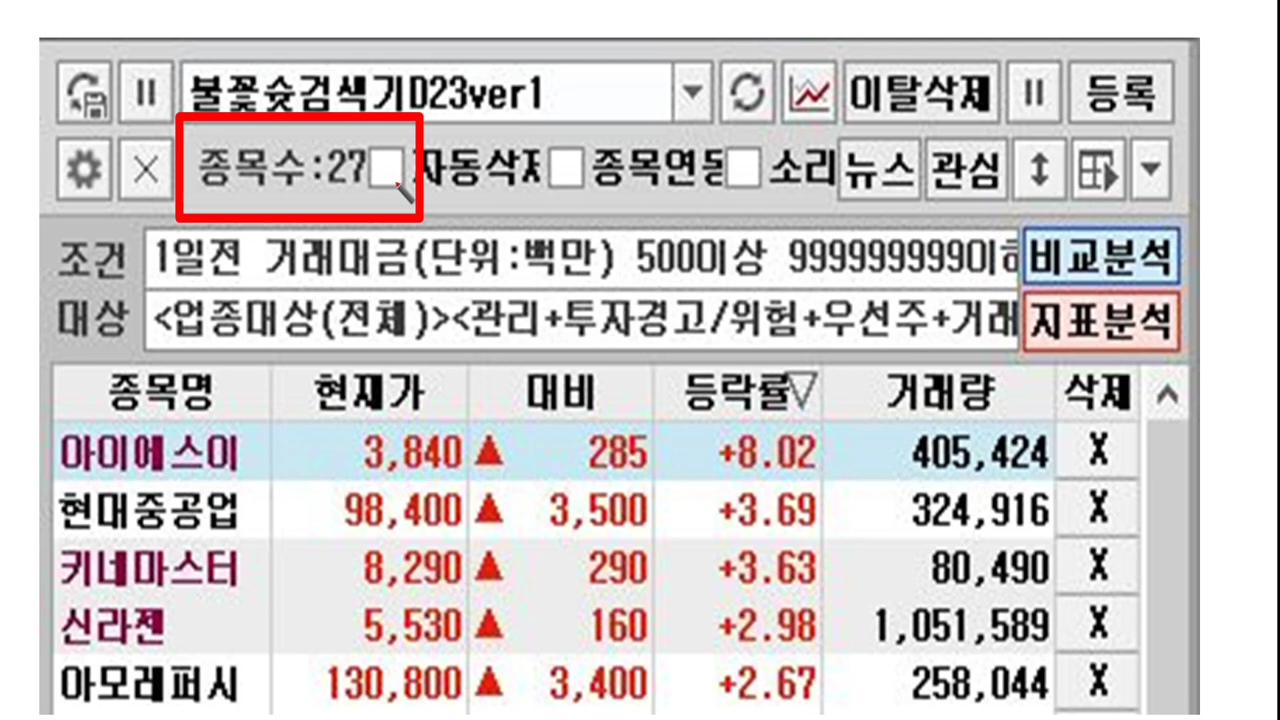 불꽃슛검색기D23ver1 이탈삭제 등록
종목수:27 자동삭제 종목연동 소리 뉴스 관심
조건 1일전 거래대금(단위:백만) 5000이상 9999999990이하 비교분석
대상 <업종대상(전체)><관리+투자경고/위험+우선주+거래 지표분석
종목명 현재가 대비 등락률▽ 거래량 삭제
아이에스이 3,840 ▲ 285 +8.02 405,424 X
현대중공업 98,400 ▲ 3,500 +3.69 324,916 X
키네마스터 8,290 ▲ 290 +3.63 80,490 X
신라젠 5,530 ▲ 160 +2.98 1,051,589 X
아모레퍼시 130,800 ▲ 3,400 +2.67 258,044 X